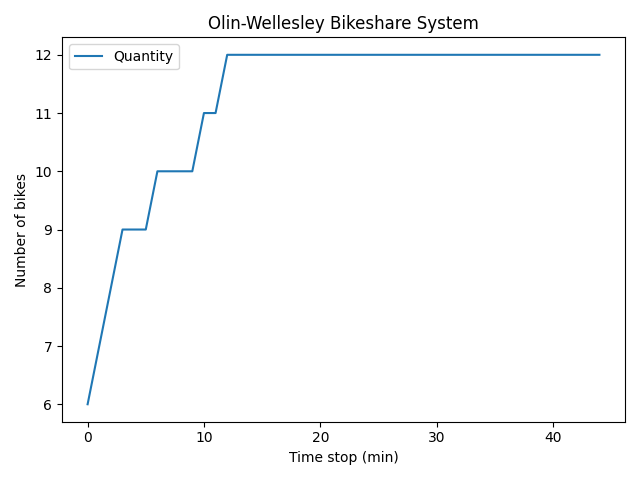 Olin-Wellesley Bikeshare System
Quantity
12
11
10
9
8
7
6
Number of bikes
0 10 20 30 40
Time stop (min)